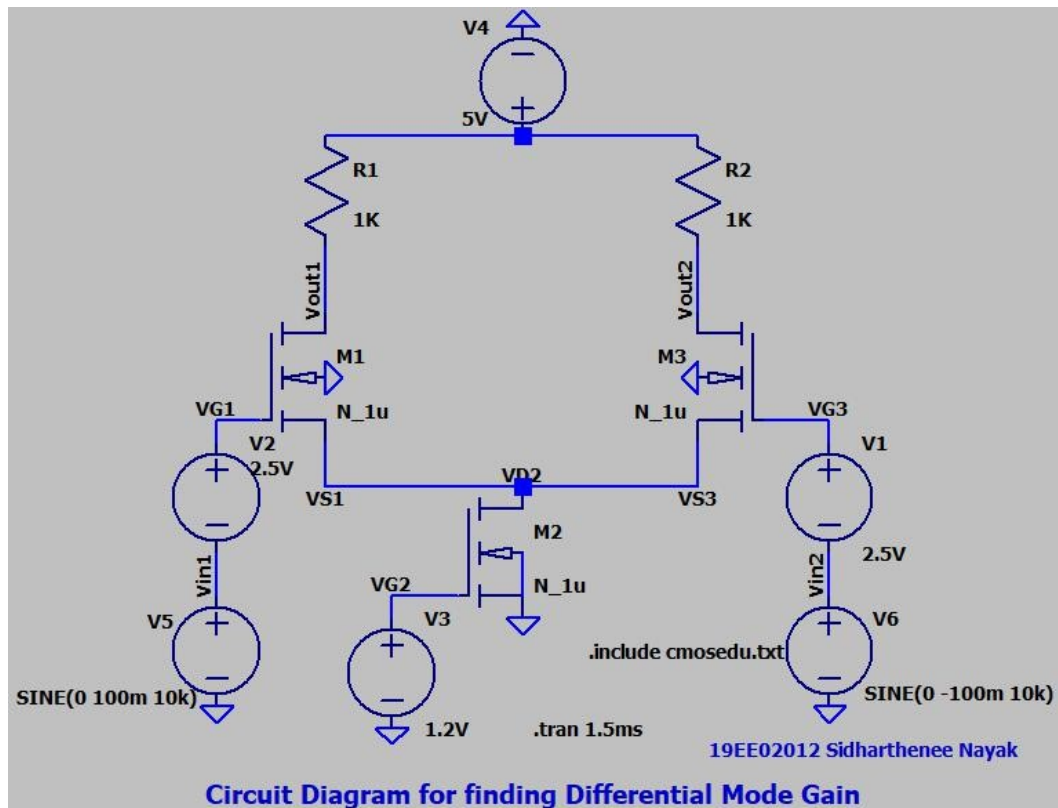 V4
5V
R1
1K
R2
1K
Vout1
Vout2
M1
M3
N_1u
N_1u
VG1
VG3
V2
2.5V
V1
2.5V
VS1
VD2
VS3
M2
N_1u
VG2
V3
1.2V
Vin1
Vin2
V5
SINE(0 100m 10k)
V6
SINE(0 -100m 10k)
.include cmosedu.txt
.tran 1.5ms
19EE02012 Sidharthenee Nayak
Circuit Diagram for finding Differential Mode Gain